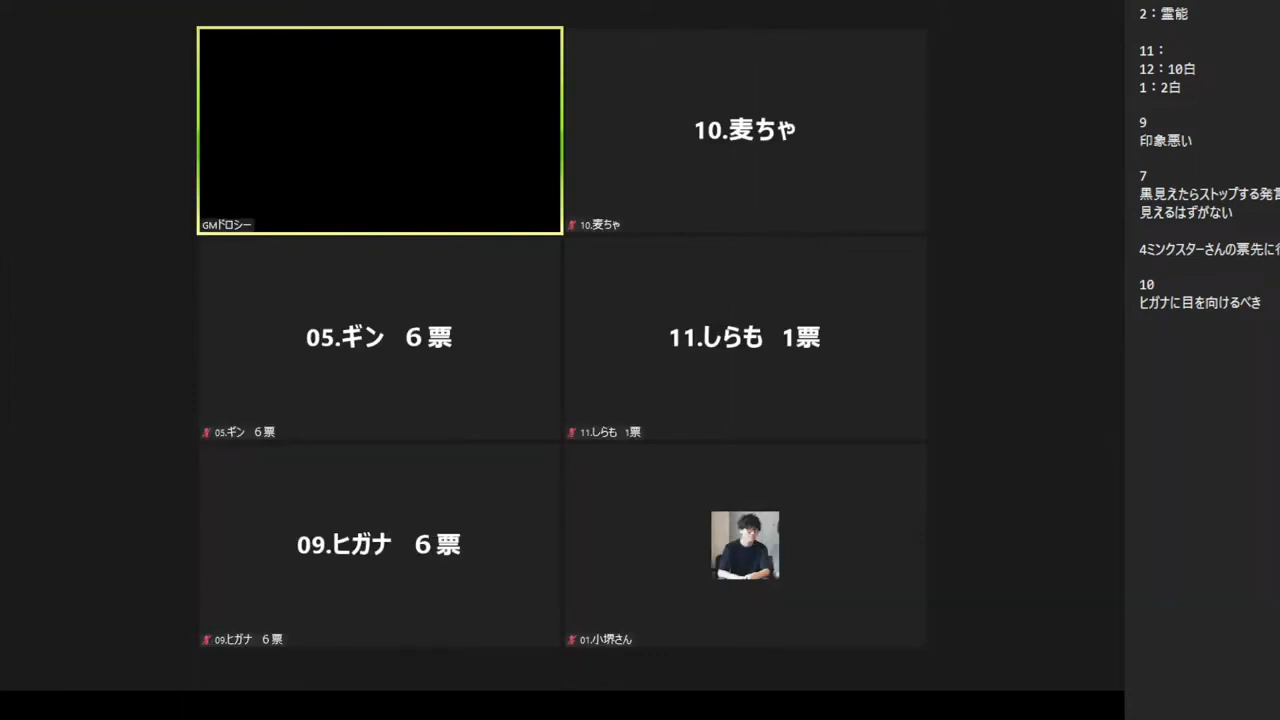 GMドロシー
10.麦ちゃ
10.麦ちゃ
05.ギン 6票
05.ギン 6票
11.しらも 1票
11.しらも 1票
09.ヒガナ 6票
09.ヒガナ 6票
01.小堺さん
2：霊能
11：
12：10白
1：2白
9
印象悪い
7
黒見えたらストップする発言
見えるはずがない
4ミンクスターさんの票先に
10
ヒガナに目を向けるべき